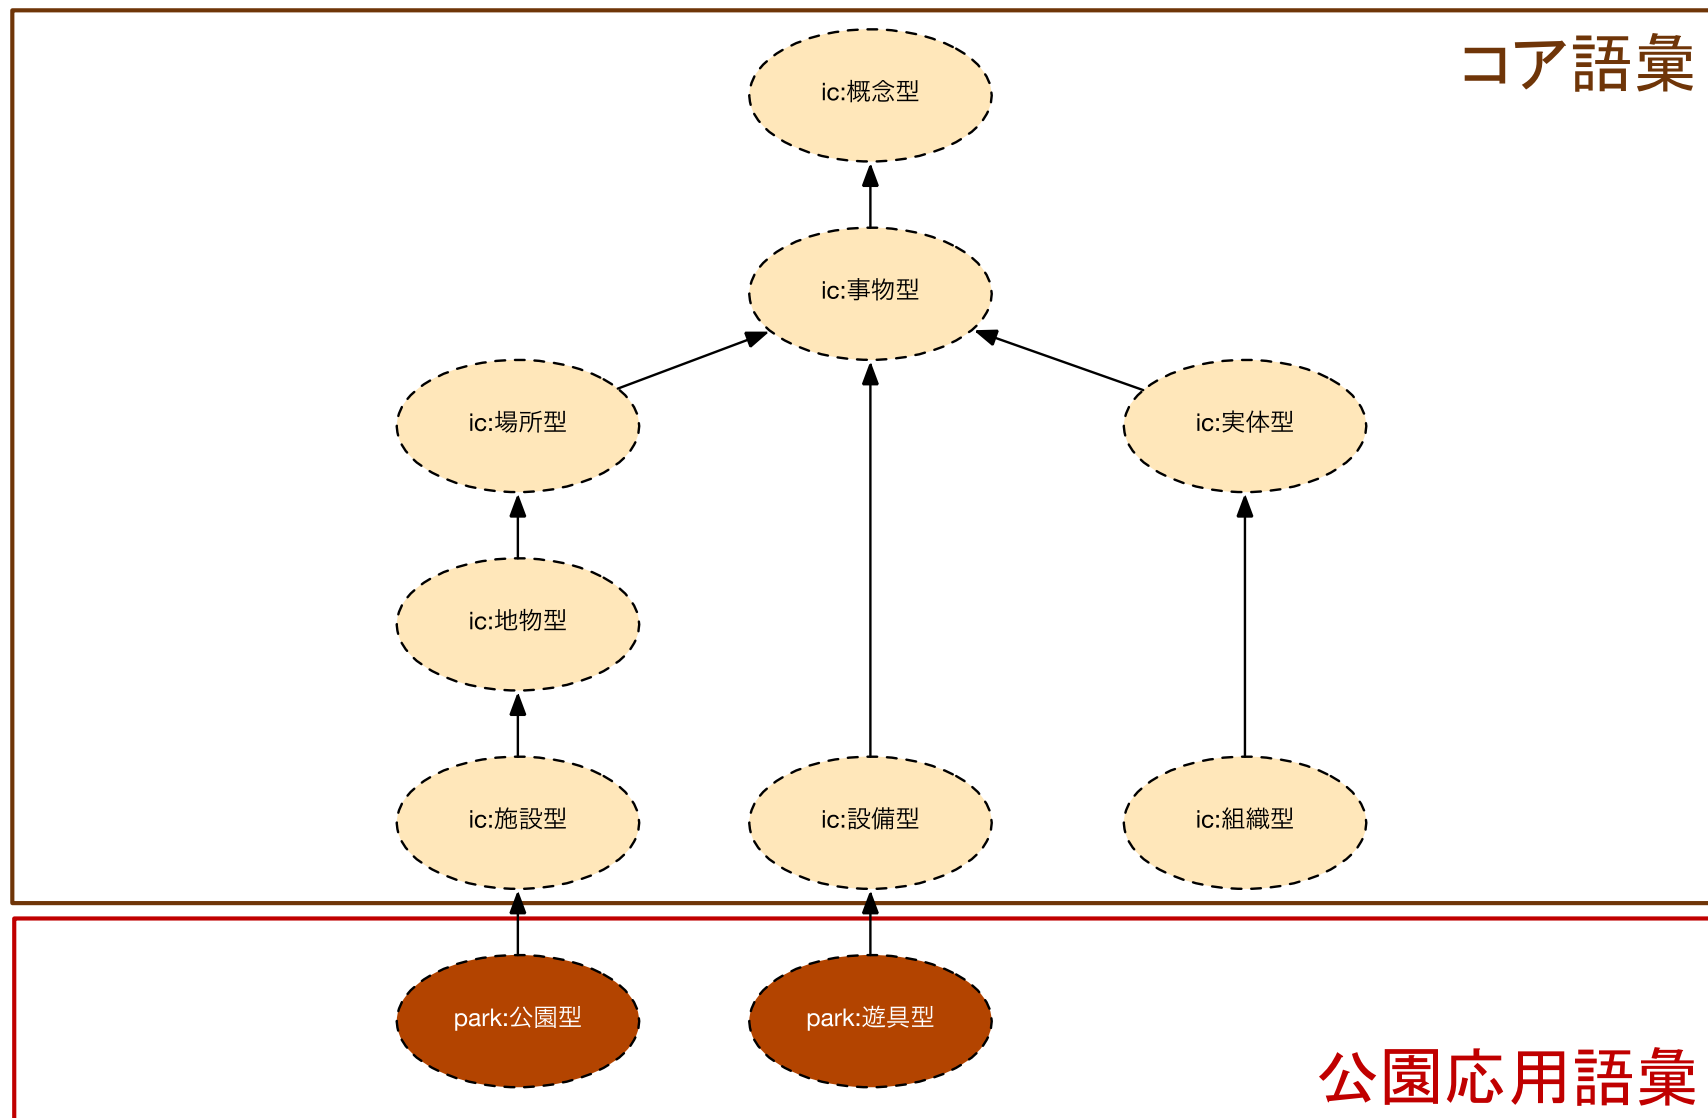 コア語彙
ic:概念型
ic:事物型
ic:場所型
ic:実体型
ic:地物型
ic:施設型
ic:設備型
ic:組織型
park:公園型
park:遊具型
公園応用語彙